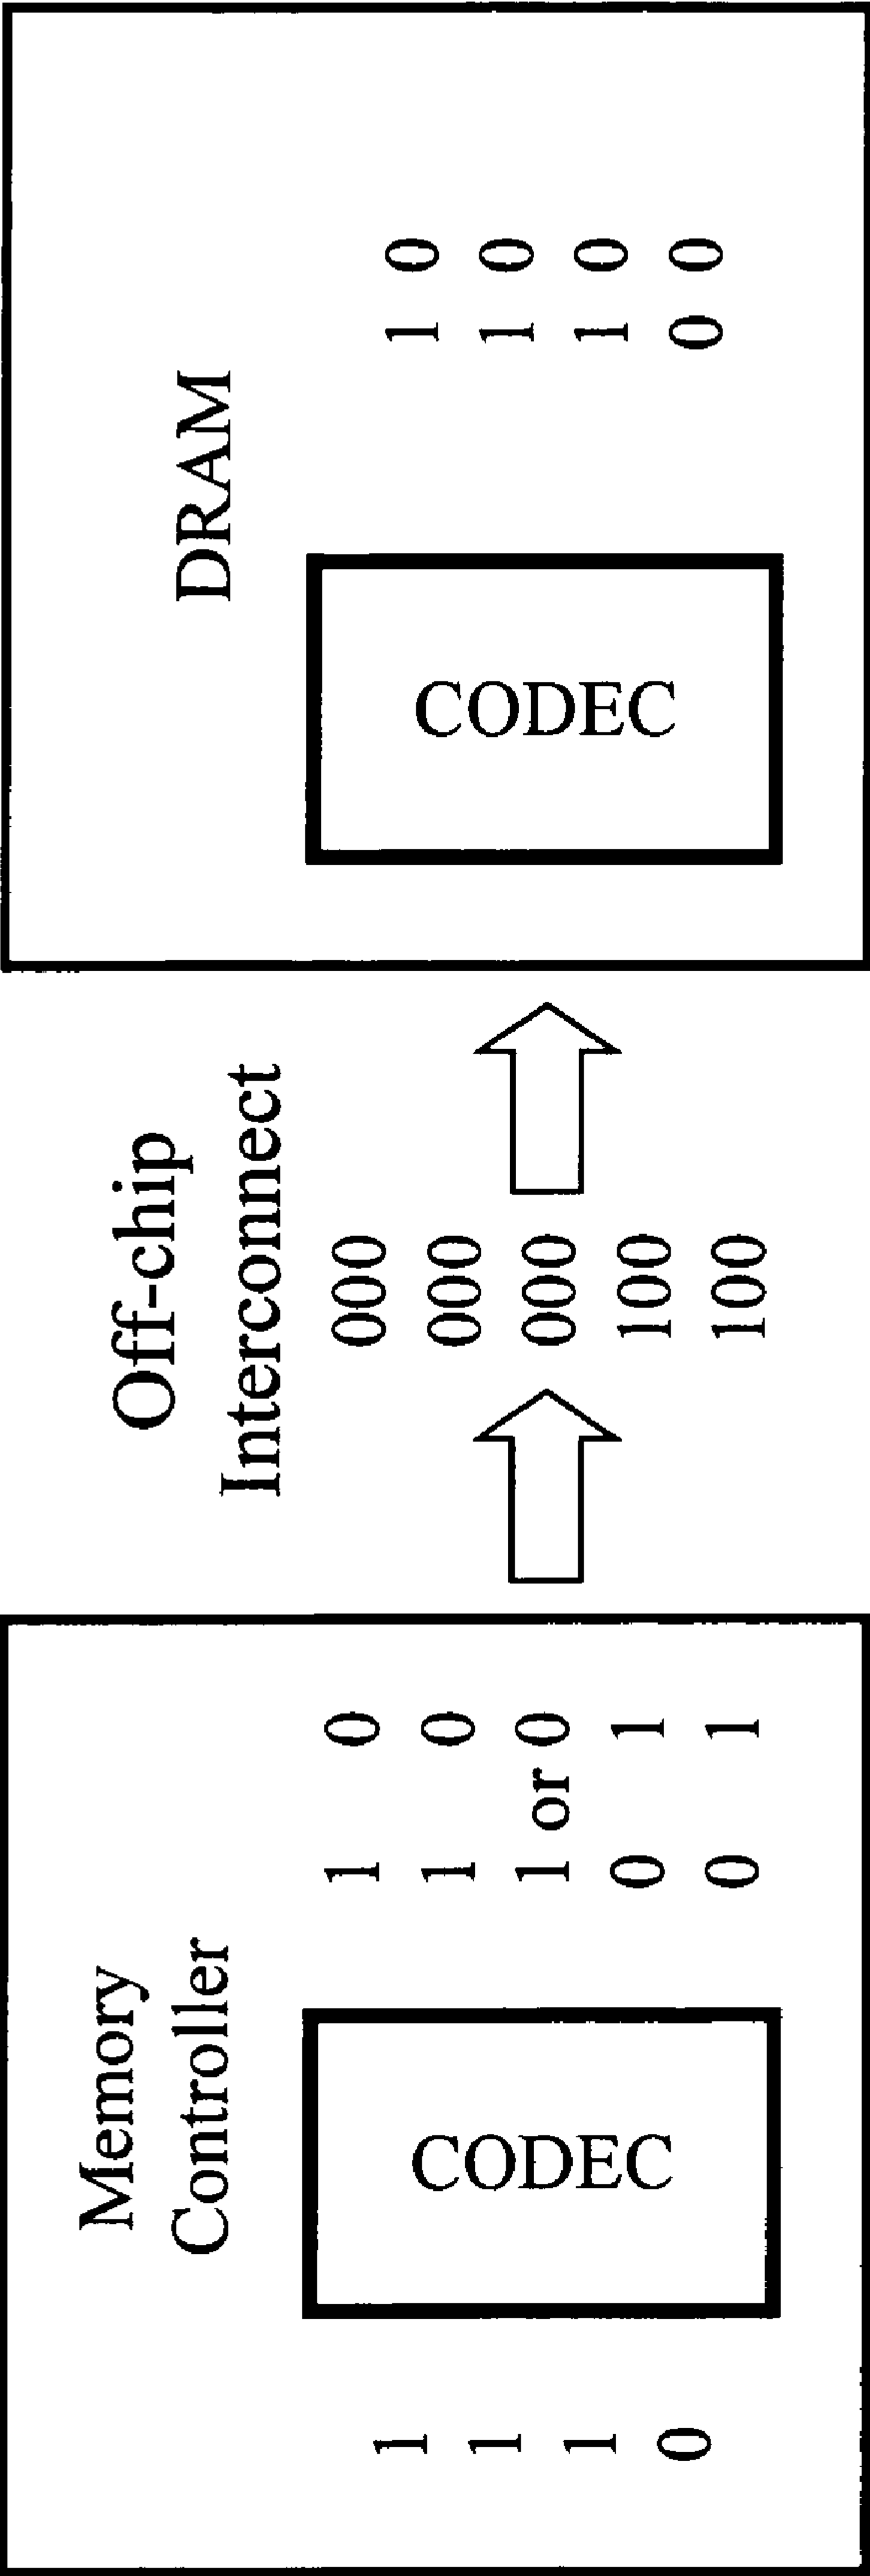 Memory
Controller
1
1
1
0
CODEC
1 0
1 0
1 or 0
0 1
0 1
Off-chip
Interconnect
000
000
000
100
100
DRAM
CODEC
1 0
1 0
1 0
0 0